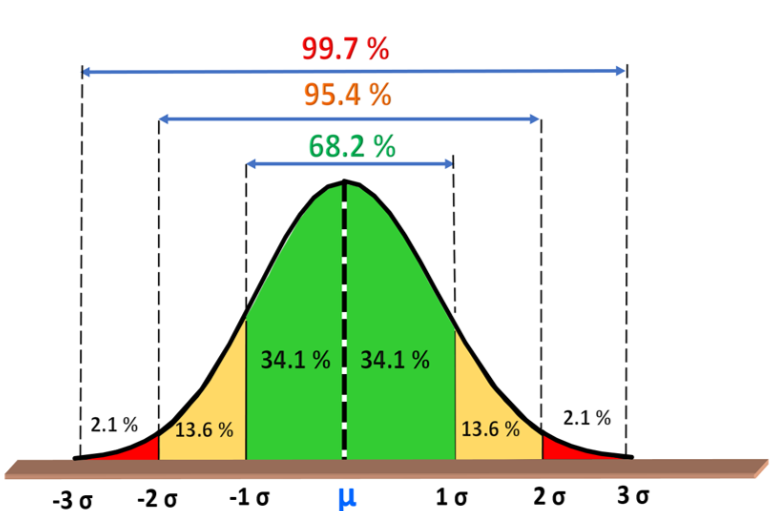 99.7 %
95.4 %
68.2 %
34.1 % 34.1 %
2.1 % 13.6 % 13.6 % 2.1 %
-3 σ -2 σ -1 σ μ 1 σ 2 σ 3 σ